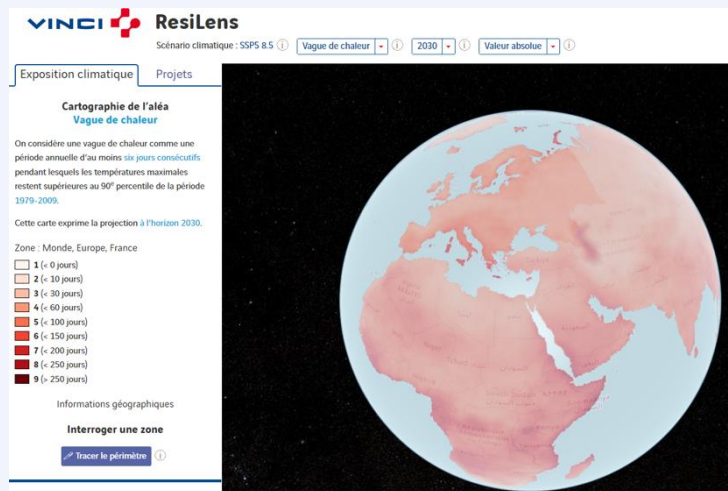 VINCI ResiLens
Scénario climatique : SSP5 8.5 i Vague de chaleur i 2030 i Valeur absolue i
Exposition climatique Projets
Cartographie de l'aléa
Vague de chaleur
On considère une vague de chaleur comme une
période annuelle d'au moins six jours consécutifs
pendant lesquels les températures maximales
restent supérieures au 90e percentile de la période
1979-2009.
Cette carte exprime la projection à l'horizon 2030.
Zone : Monde, Europe, France
1 (< 0 jours)
2 (< 10 jours)
3 (< 30 jours)
4 (< 60 jours)
5 (< 100 jours)
6 (< 150 jours)
7 (< 200 jours)
8 (< 250 jours)
9 (> 250 jours)
Informations géographiques
Interroger une zone
Tracer le périmètre i